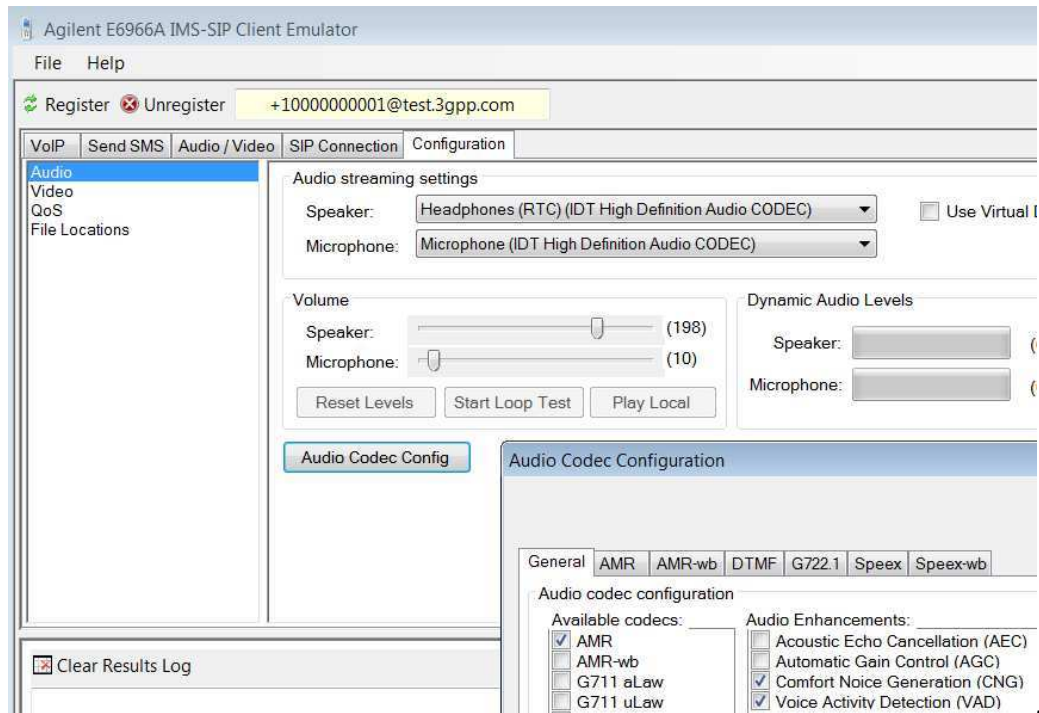 Agilent E6966A IMS-SIP Client Emulator
File Help
Register Unregister +10000000001@test.3gpp.com
VoIP Send SMS Audio / Video SIP Connection Configuration
Audio
Video
QoS
File Locations
Audio streaming settings
Speaker: Headphones (RTC) (IDT High Definition Audio CODEC) Use Virtual
Microphone: Microphone (IDT High Definition Audio CODEC)
Volume
Speaker: (198)
Microphone: (10)
Reset Levels Start Loop Test Play Local
Dynamic Audio Levels
Speaker: (
Microphone: (
Audio Codec Config
Audio Codec Configuration
General AMR AMR-wb DTMF G722.1 Speex Speex-wb
Audio codec configuration
Available codecs: Audio Enhancements:
AMR Acoustic Echo Cancellation (AEC)
AMR-wb Automatic Gain Control (AGC)
G711 aLaw Comfort Noice Generation (CNG)
G711 uLaw Voice Activity Detection (VAD)
Clear Results Log